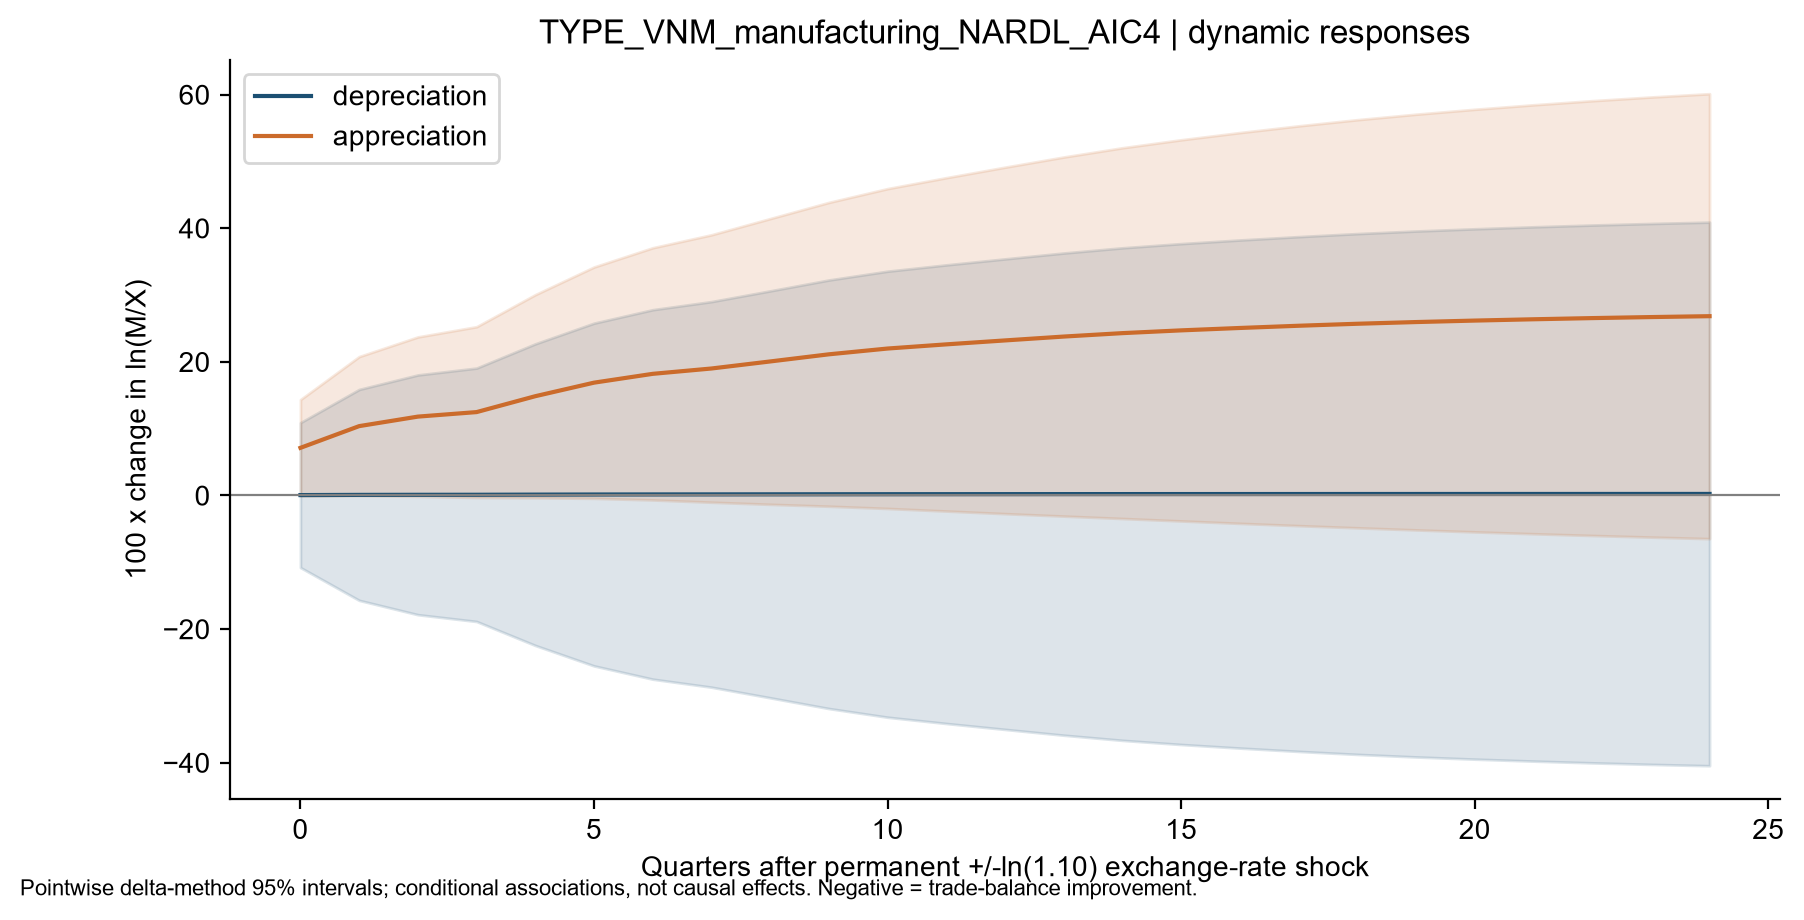 TYPE_VNM_manufacturing_NARDL_AIC4 | dynamic responses
depreciation
appreciation
100 x change in ln(M/X)
60
40
20
0
−20
−40
0
5
10
15
20
25
Quarters after permanent +/-ln(1.10) exchange-rate shock
Pointwise delta-method 95% intervals; conditional associations, not causal effects. Negative = trade-balance improvement.